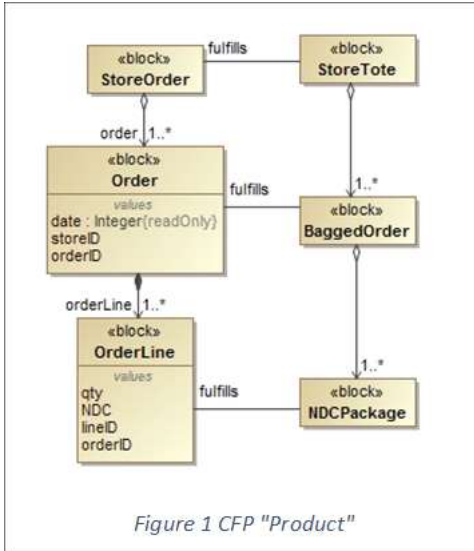 «block»
StoreOrder
fulfills
«block»
StoreTote
order
1..*
«block»
Order
values
date : Integer{readOnly}
storeID
orderID
fulfills
1..*
«block»
BaggedOrder
orderLine
1..*
«block»
OrderLine
values
qty
NDC
lineID
orderID
fulfills
1..*
«block»
NDCPackage
Figure 1 CFP "Product"